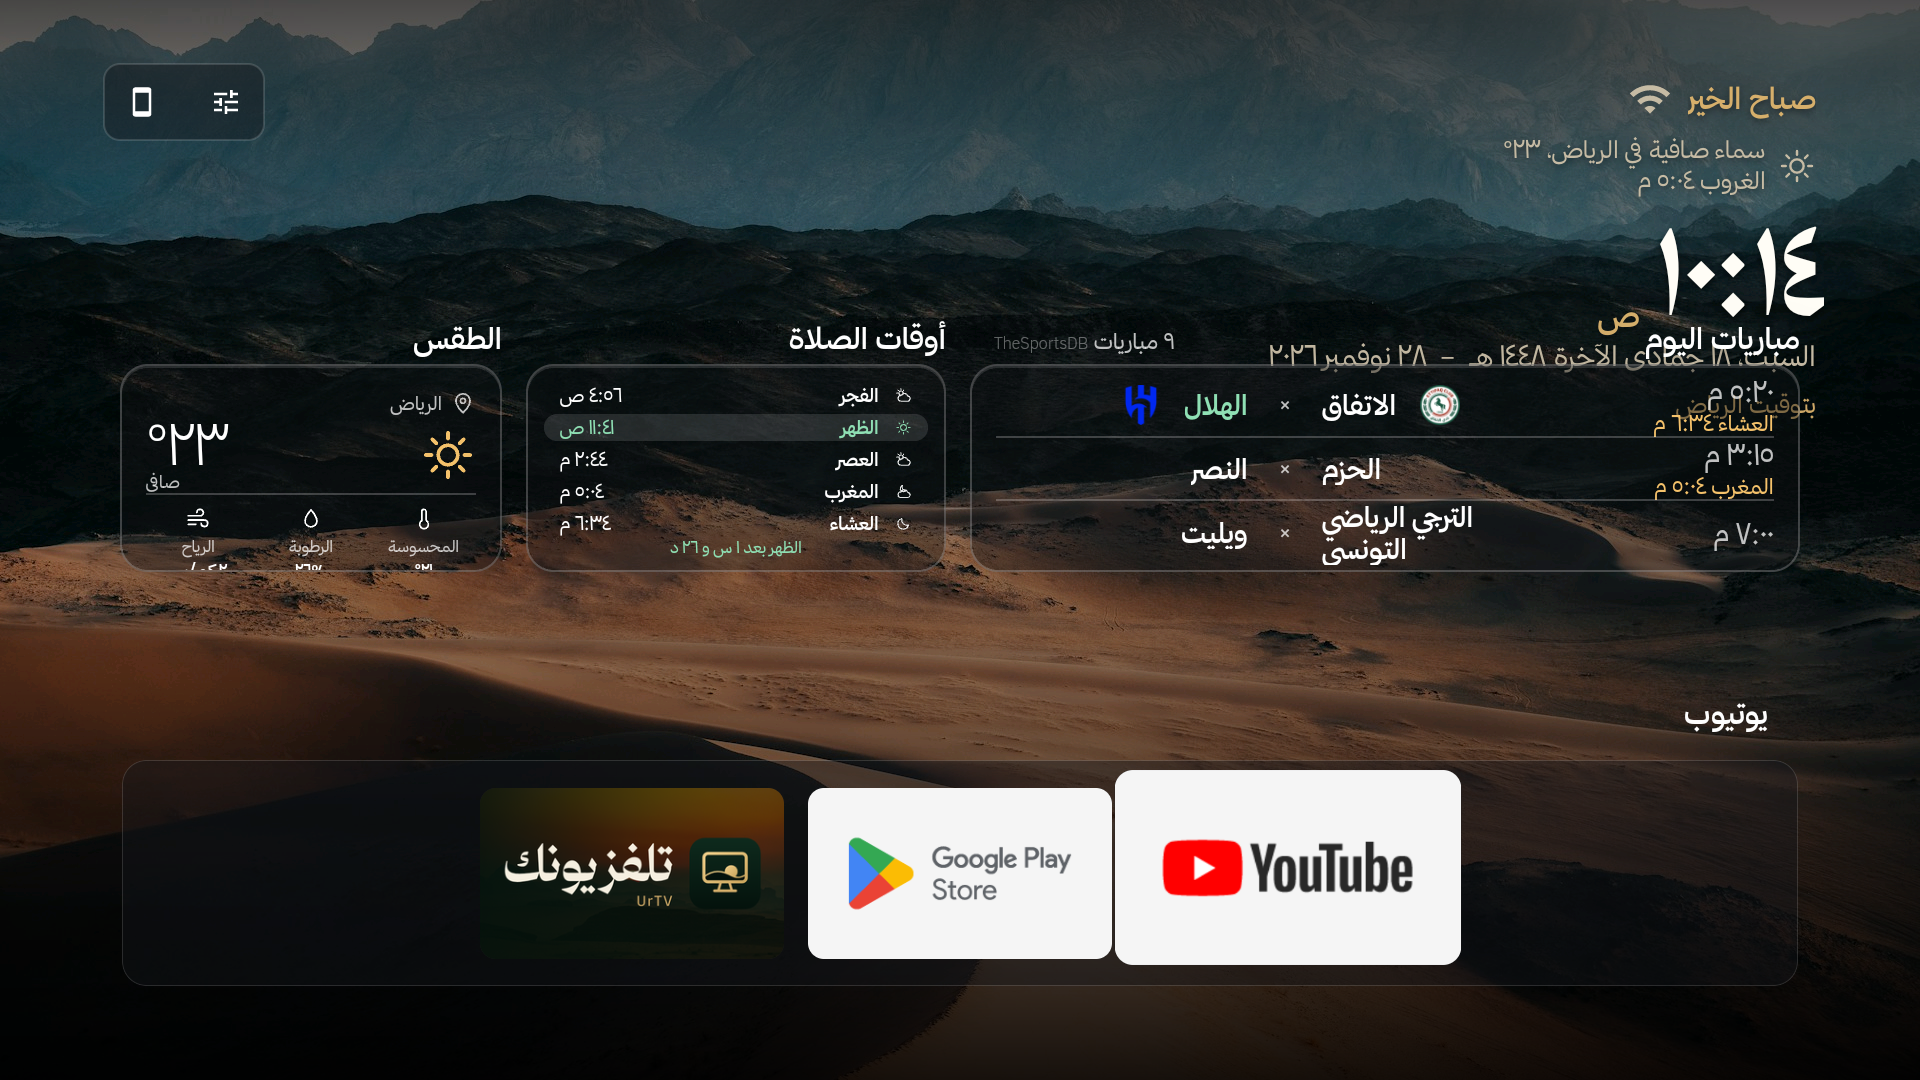 صباح الخير
سماء صافية في الرياض، ٢٣°
الغروب ٥:٠٤ م
١٠:١٤ ص
السبت، ١٨ جمادى الآخرة ١٤٤٨ هـ – ٢٨ نوفمبر ٢٠٢٦
بتوقيت الرياض
مباريات اليوم
٩ مباريات TheSportsDB
٥:٢٠ م
العشاء ٦:٣٤ م
الاتفاق × الهلال
٣:١٥ م
المغرب ٥:٠٤ م
الحزم × النصر
٧:٠٠ م
الترجي الرياضي
التونسي
× ويليت
أوقات الصلاة
الفجر ٤:٥٦ ص
الظهر ١١:٤١ ص
العصر ٢:٤٤ م
المغرب ٥:٠٤ م
العشاء ٦:٣٤ م
الظهر بعد ١ س و ٢٦ د
الطقس
الرياض
٢٣°
صافي
المحسوسة
الرطوبة
الرياح
يوتيوب
YouTube
Google Play
Store
تلفزيونك
UrTV